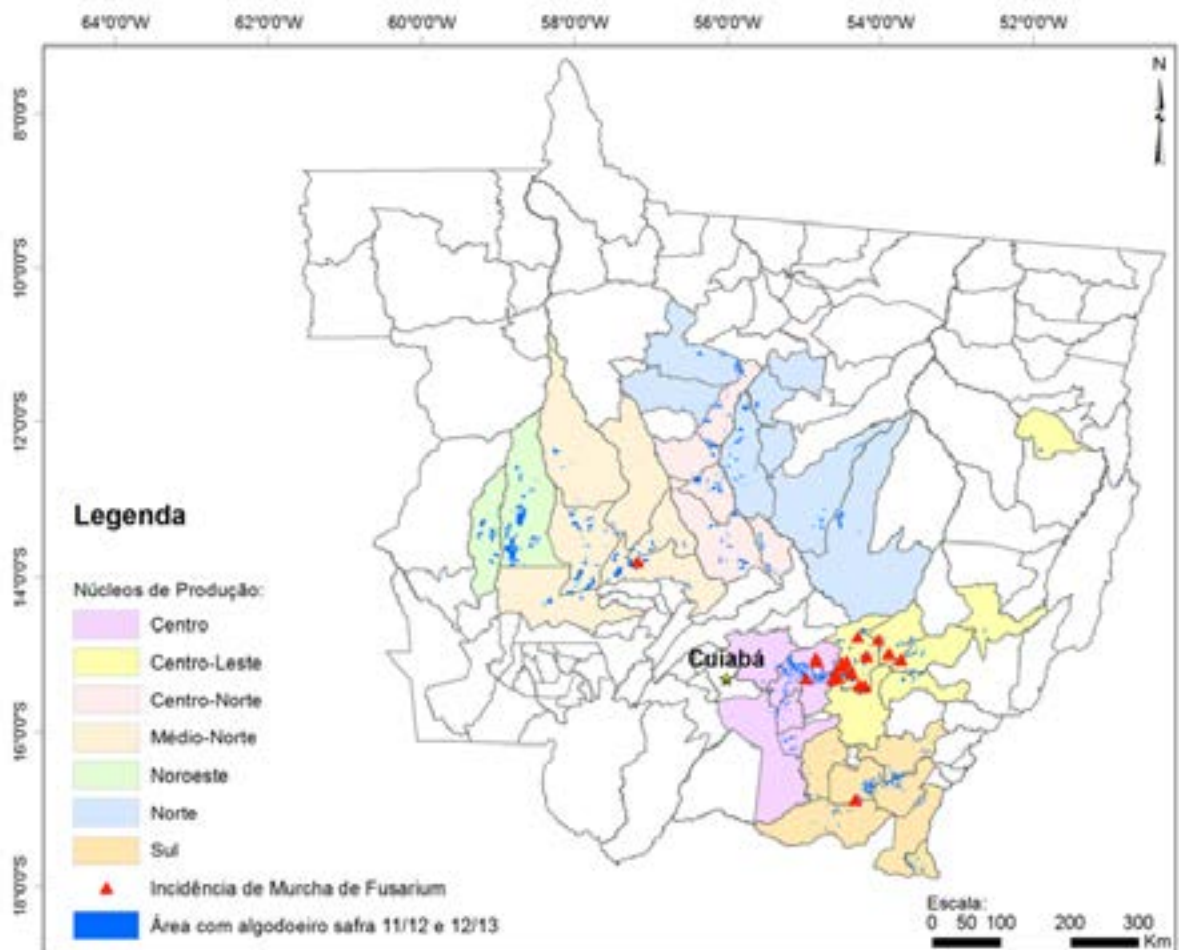 64°0'0"W 62°0'0"W 60°0'0"W 58°0'0"W 56°0'0"W 54°0'0"W 52°0'0"W
N
8°0'0"S
10°0'0"S
12°0'0"S
14°0'0"S
16°0'0"S
18°0'0"S
Cuiabá
Legenda
Núcleos de Produção:
Centro
Centro-Leste
Centro-Norte
Médio-Norte
Noroeste
Norte
Sul
Incidência de Murcha de Fusarium
Área com algodoeiro safra 11/12 e 12/13
Escala:
0 50 100 200 300
Km